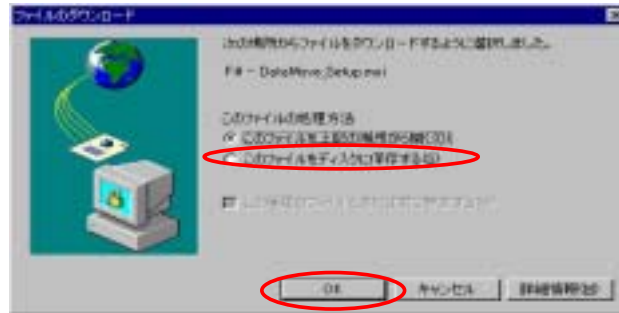 ファイルのダウンロード
次の場所からファイルをダウンロードするように選択しました。
DataMove_Setup.msi
このファイルの処理方法
このファイルを上記の場所から開く(O)
このファイルをディスクに保存する(S)
OK
キャンセル
詳細情報(M)